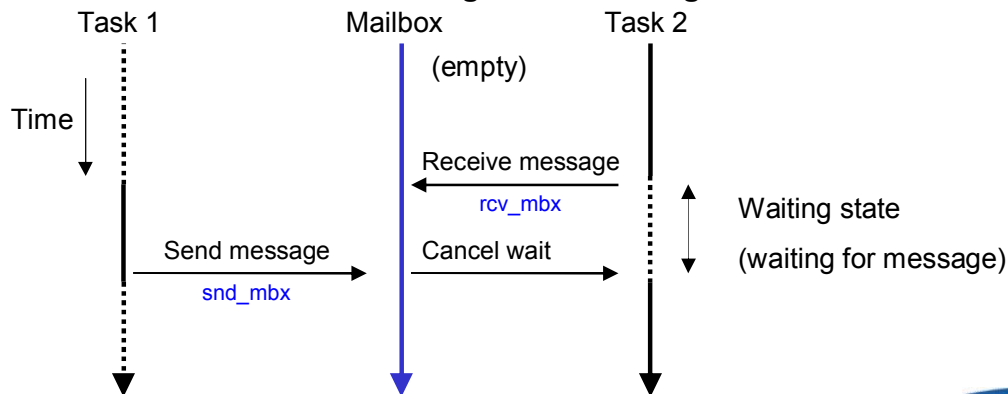 Task 1 Mailbox Task 2
(empty)
Time
Receive message
rcv_mbx
Waiting state
Send message Cancel wait
(waiting for message)
snd_mbx